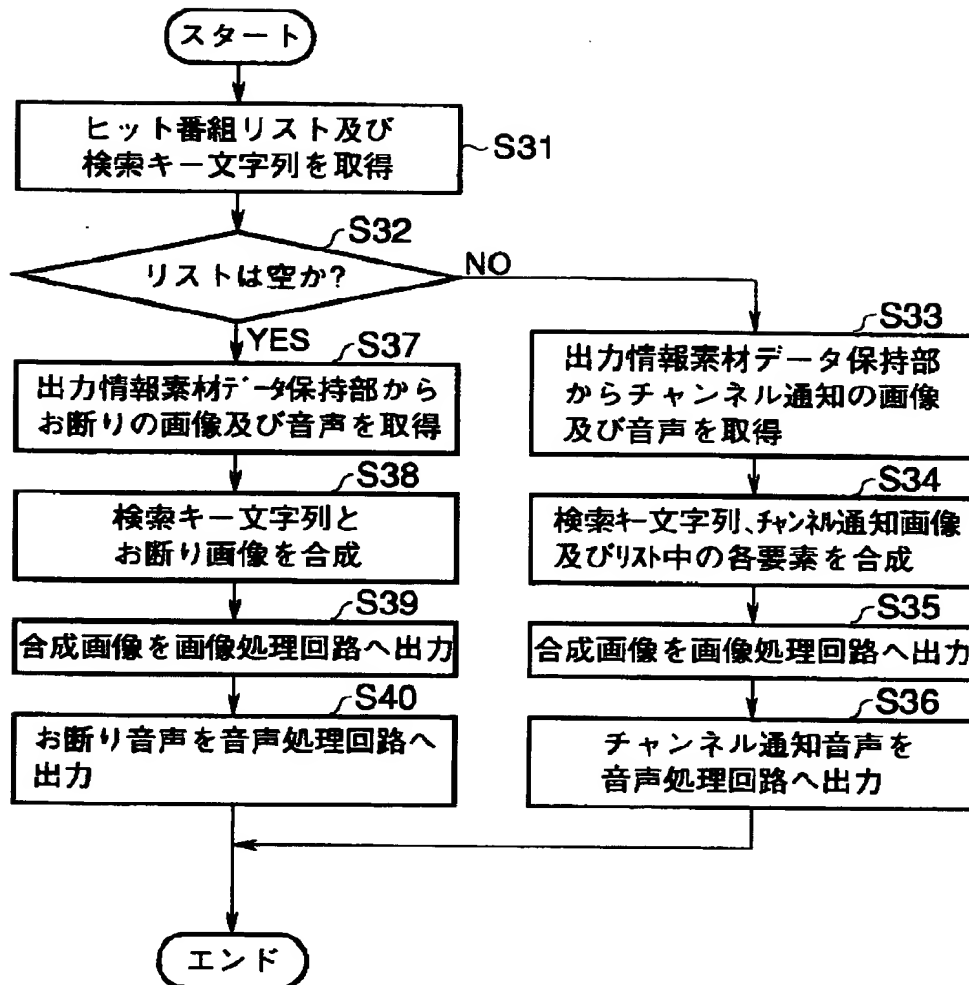 スタート
ヒット番組リスト及び
検索キー文字列を取得
S31
S32
リストは空か?
NO
YES
S37
出力情報素材データ保持部から
お断りの画像及び音声を取得
S38
検索キー文字列と
お断り画像を合成
S39
合成画像を画像処理回路へ出力
S40
お断り音声を音声処理回路へ
出力
S33
出力情報素材データ保持部
からチャンネル通知の画像
及び音声を取得
S34
検索キー文字列、チャンネル通知画像
及びリスト中の各要素を合成
S35
合成画像を画像処理回路へ出力
S36
チャンネル通知音声を
音声処理回路へ出力
エンド